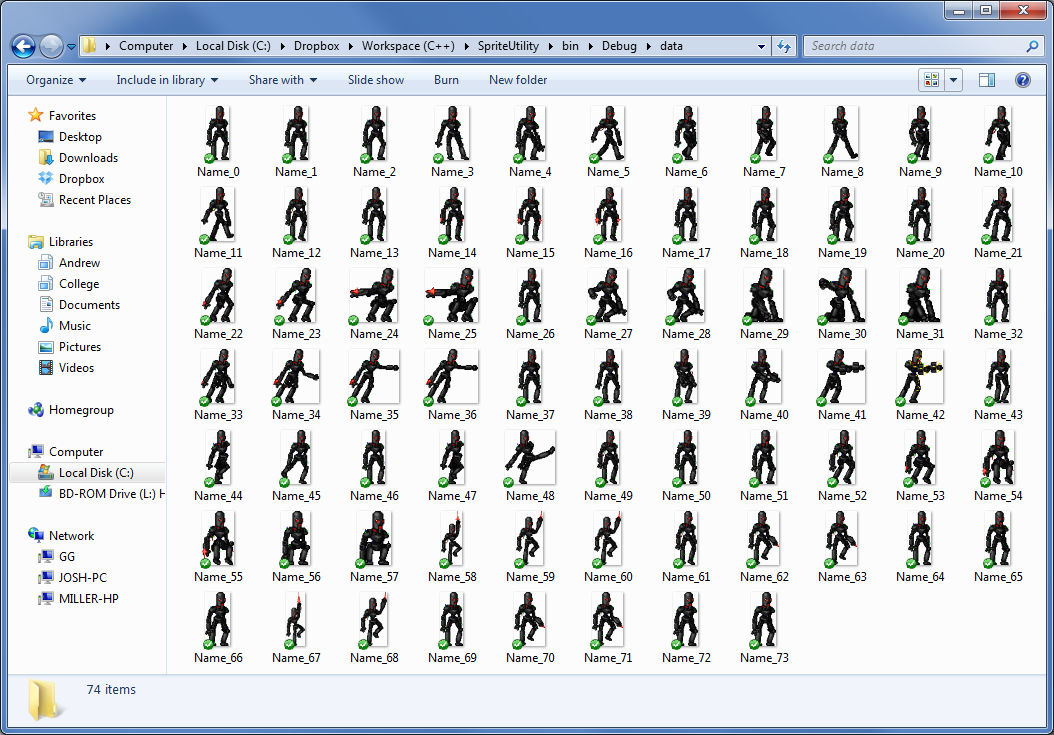 Computer Local Disk (C:) Dropbox Workspace (C++) SpriteUtility bin Debug data Search data
Organize Include in library Share with Slide show Burn New folder
Favorites
Desktop
Downloads
Dropbox
Recent Places
Libraries
Andrew
College
Documents
Music
Pictures
Videos
Homegroup
Computer
Local Disk (C:)
BD-ROM Drive (L:) H
Network
GG
JOSH-PC
MILLER-HP
Name_0 Name_1 Name_2 Name_3 Name_4 Name_5 Name_6 Name_7 Name_8 Name_9 Name_10
Name_11 Name_12 Name_13 Name_14 Name_15 Name_16 Name_17 Name_18 Name_19 Name_20 Name_21
Name_22 Name_23 Name_24 Name_25 Name_26 Name_27 Name_28 Name_29 Name_30 Name_31 Name_32
Name_33 Name_34 Name_35 Name_36 Name_37 Name_38 Name_39 Name_40 Name_41 Name_42 Name_43
Name_44 Name_45 Name_46 Name_47 Name_48 Name_49 Name_50 Name_51 Name_52 Name_53 Name_54
Name_55 Name_56 Name_57 Name_58 Name_59 Name_60 Name_61 Name_62 Name_63 Name_64 Name_65
Name_66 Name_67 Name_68 Name_69 Name_70 Name_71 Name_72 Name_73
74 items